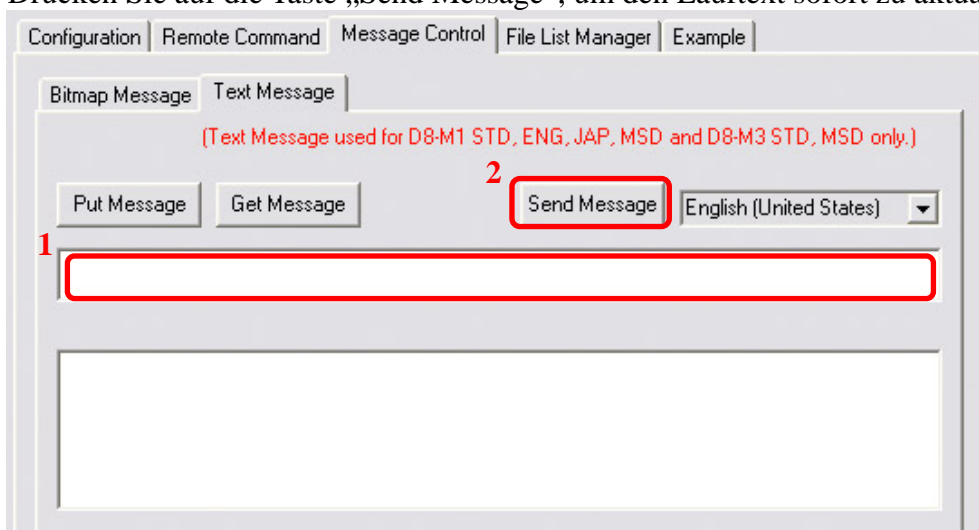 Drücken Sie auf die Taste „Send Message“, um den Lauftext sofort zu
Configuration Remote Command Message Control File List Manager Example
Bitmap Message Text Message
(Text Message used for D8-M1 STD, ENG, JAP, MSD and D8-M3 STD, MSD only.)
2
Put Message Get Message Send Message English (United States)
1